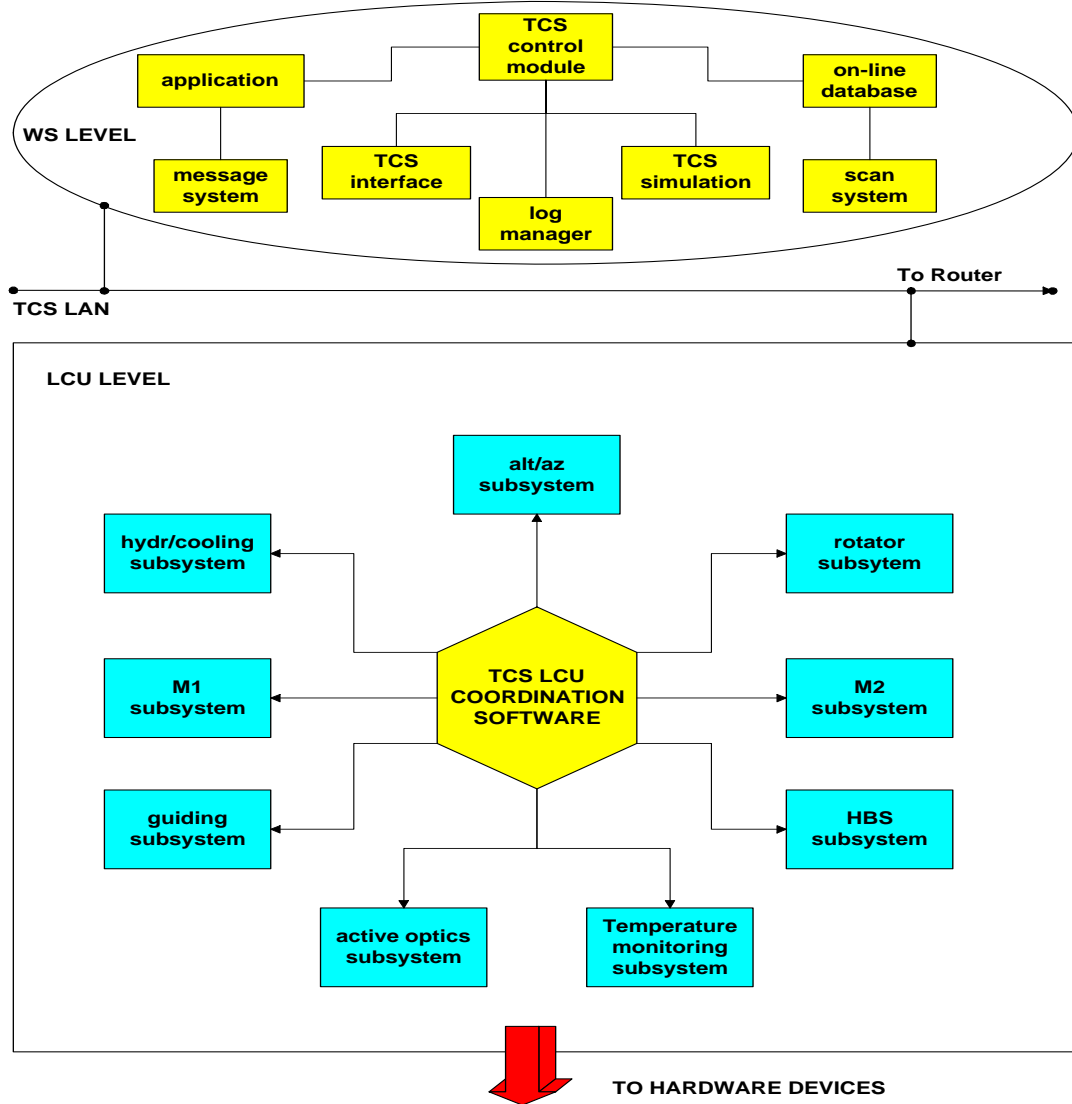 TCS
control
module
application
on-line
database
WS LEVEL
message
system
TCS
interface
TCS
simulation
scan
system
log
manager
To Router
TCS LAN
LCU LEVEL
alt/az
subsystem
hydr/cooling
subsystem
rotator
subsytem
TCS LCU
COORDINATION
SOFTWARE
M1
subsystem
M2
subsystem
guiding
subsystem
HBS
subsystem
active optics
subsystem
Temperature
monitoring
subsystem
TO HARDWARE DEVICES